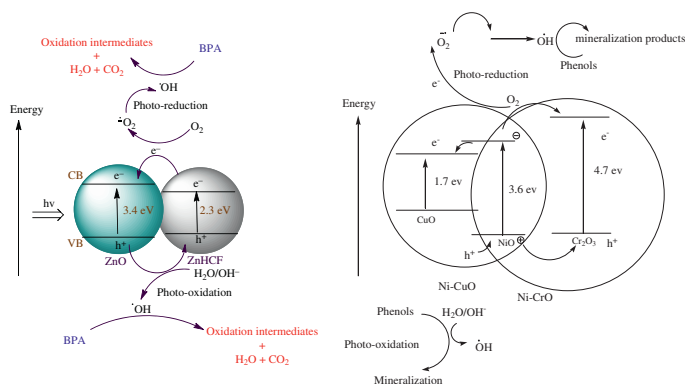 Oxidation intermediates
+
H₂O + CO₂
BPA
·OH
Photo-reduction
·⁻O₂
O₂
Energy
e⁻
CB
e⁻
e⁻
hν
3.4 eV
2.3 eV
VB
h⁺
h⁺
ZnO
ZnHCF
H₂O/OH⁻
Photo-oxidation
·OH
BPA
Oxidation intermediates
+
H₂O + CO₂
·⁻O₂
·OH
mineralization products
Phenols
Photo-reduction
e⁻
O₂
Energy
⊖
e⁻
e⁻
1.7 ev
3.6 ev
4.7 ev
CuO
NiO
⊕
Cr₂O₃
h⁺
h⁺
Ni-CuO
Ni-CrO
Phenols
H₂O/OH⁻
Photo-oxidation
·OH
Mineralization